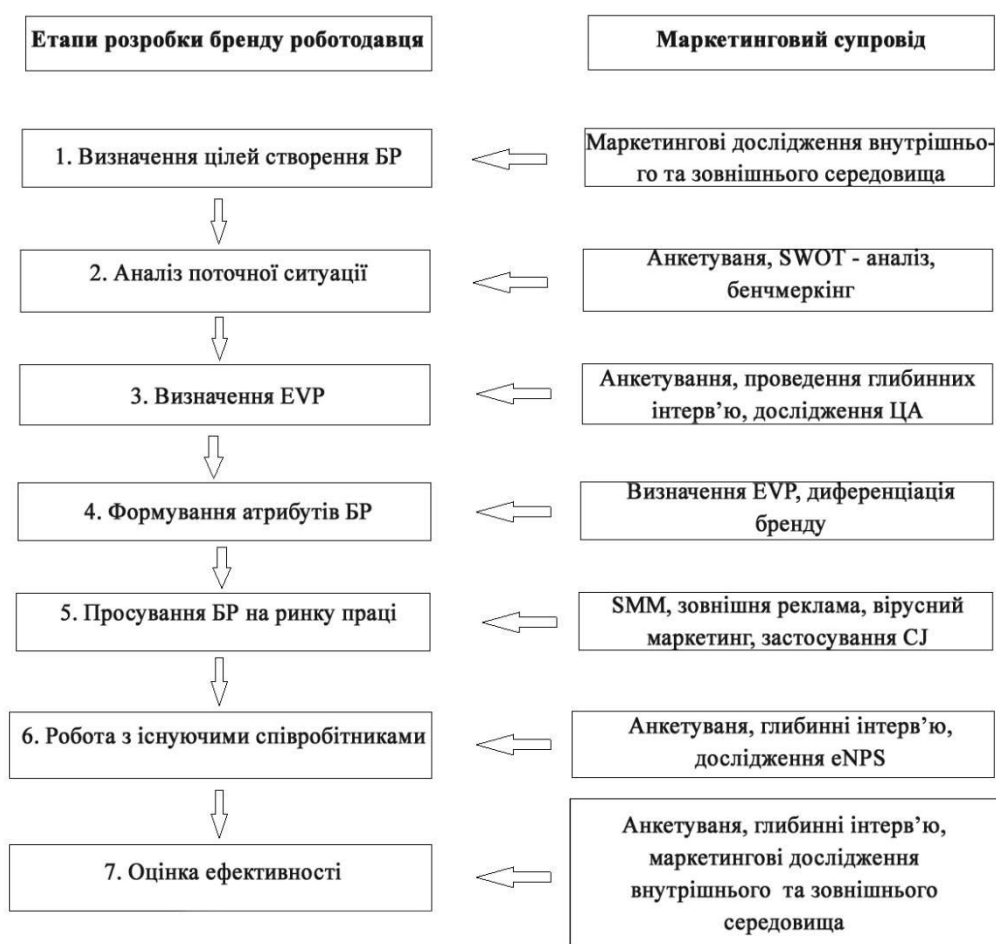 Етапи розробки бренду роботодавця
Маркетинговий супровід
1. Визначення цілей створення БР
Маркетингові дослідження внутрішньо-
го та зовнішнього середовища
2. Аналіз поточної ситуації
Анкетуваня, SWOT - аналіз,
бенчмеркінг
3. Визначення EVP
Анкетування, проведення глибинних
інтерв’ю, дослідження ЦА
4. Формування атрибутів БР
Визначення EVP, диференціація
бренду
5. Просування БР на ринку праці
SMM, зовнішня реклама, вірусний
маркетинг, застосування CJ
6. Робота з існуючими співробітниками
Анкетуваня, глибинні інтерв’ю,
дослідження eNPS
7. Оцінка ефективності
Анкетуваня, глибинні інтерв’ю,
маркетингові дослідження
внутрішнього та зовнішнього
середовища